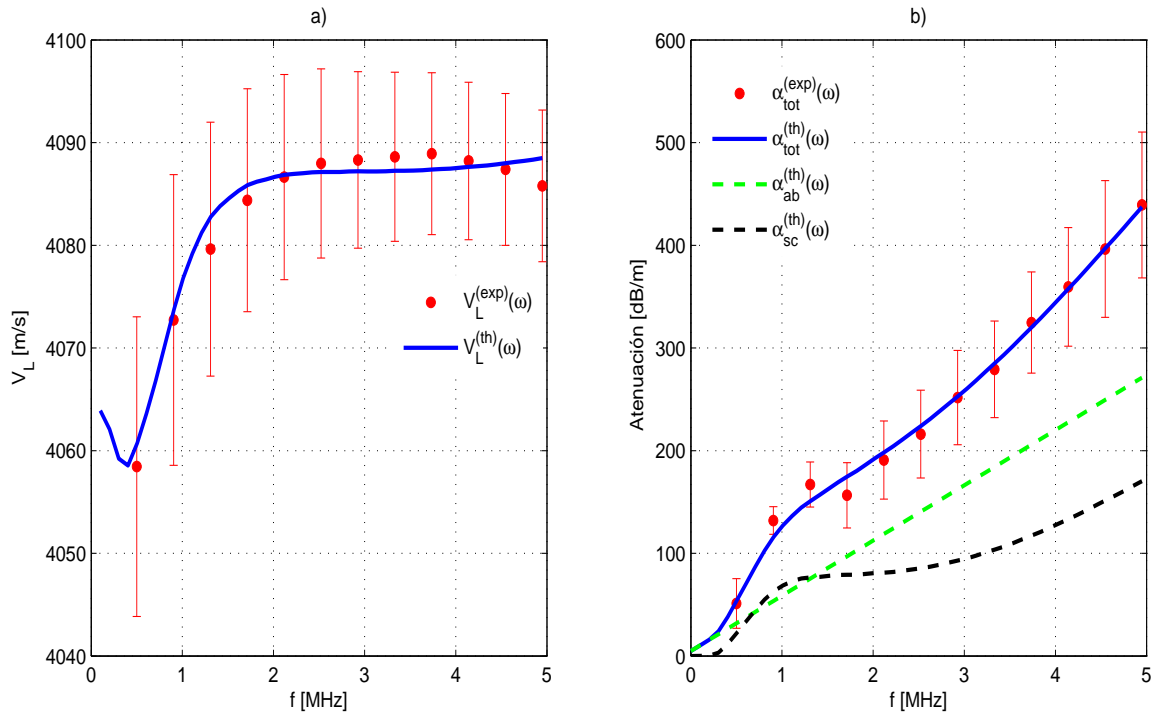 a)
4100
4090
4080
4070
4060
4050
4040
V_L [m/s]
V_L^(exp)(ω)
V_L^(th)(ω)
0 1 2 3 4 5
f [MHz]
b)
600
500
400
300
200
100
0
Atenuación [dB/m]
α_tot^(exp)(ω)
α_tot^(th)(ω)
α_ab^(th)(ω)
α_sc^(th)(ω)
0 1 2 3 4 5
f [MHz]